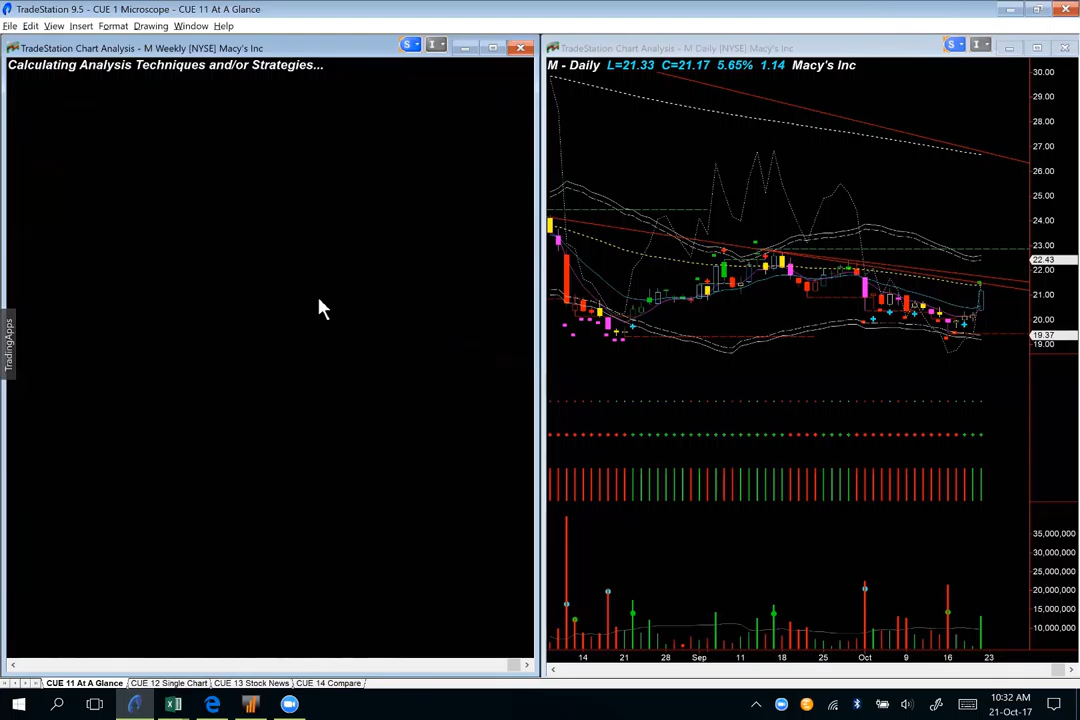 TradeStation 9.5 - CUE 1 Microscope - CUE 11 At A Glance
File Edit View Insert Format Drawing Window Help
TradeStation Chart Analysis - M Weekly [NYSE] Macy's Inc
S
I
TradeStation Chart Analysis - M Daily [NYSE] Macy's Inc
S
I
Calculating Analysis Techniques and/or Strategies...
M - Daily L=21.33 C=21.17 5.65% 1.14 Macy's Inc
30.00
29.00
28.00
27.00
26.00
25.00
24.00
23.00
22.43
22.00
21.00
20.00
19.37
19.00
TradingApps
35,000,000
30,000,000
25,000,000
20,000,000
15,000,000
10,000,000
14 21 28 Sep 11 18 25 Oct 9 16 23
CUE 11 At A Glance CUE 12 Single Chart CUE 13 Stock News CUE 14 Compare
10:32 AM
21-Oct-17